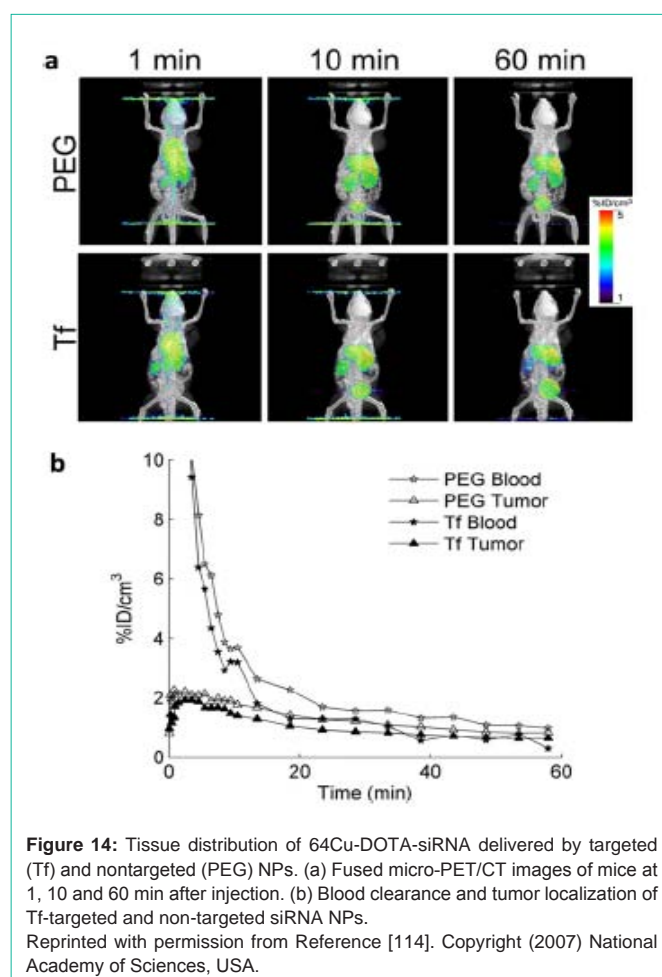 a
1 min 10 min 60 min
PEG
Tf
%ID/cm³
5
1
b
10
8
6
4
2
0
%ID/cm³
PEG Blood
PEG Tumor
Tf Blood
Tf Tumor
0 20 40 60
Time (min)
Figure 14: Tissue distribution of 64Cu-DOTA-siRNA delivered by targeted
(Tf) and nontargeted (PEG) NPs. (a) Fused micro-PET/CT images of mice at
1, 10 and 60 min after injection. (b) Blood clearance and tumor localization of
Tf-targeted and non-targeted siRNA NPs.
Reprinted with permission from Reference [114]. Copyright (2007) National
Academy of Sciences, USA.